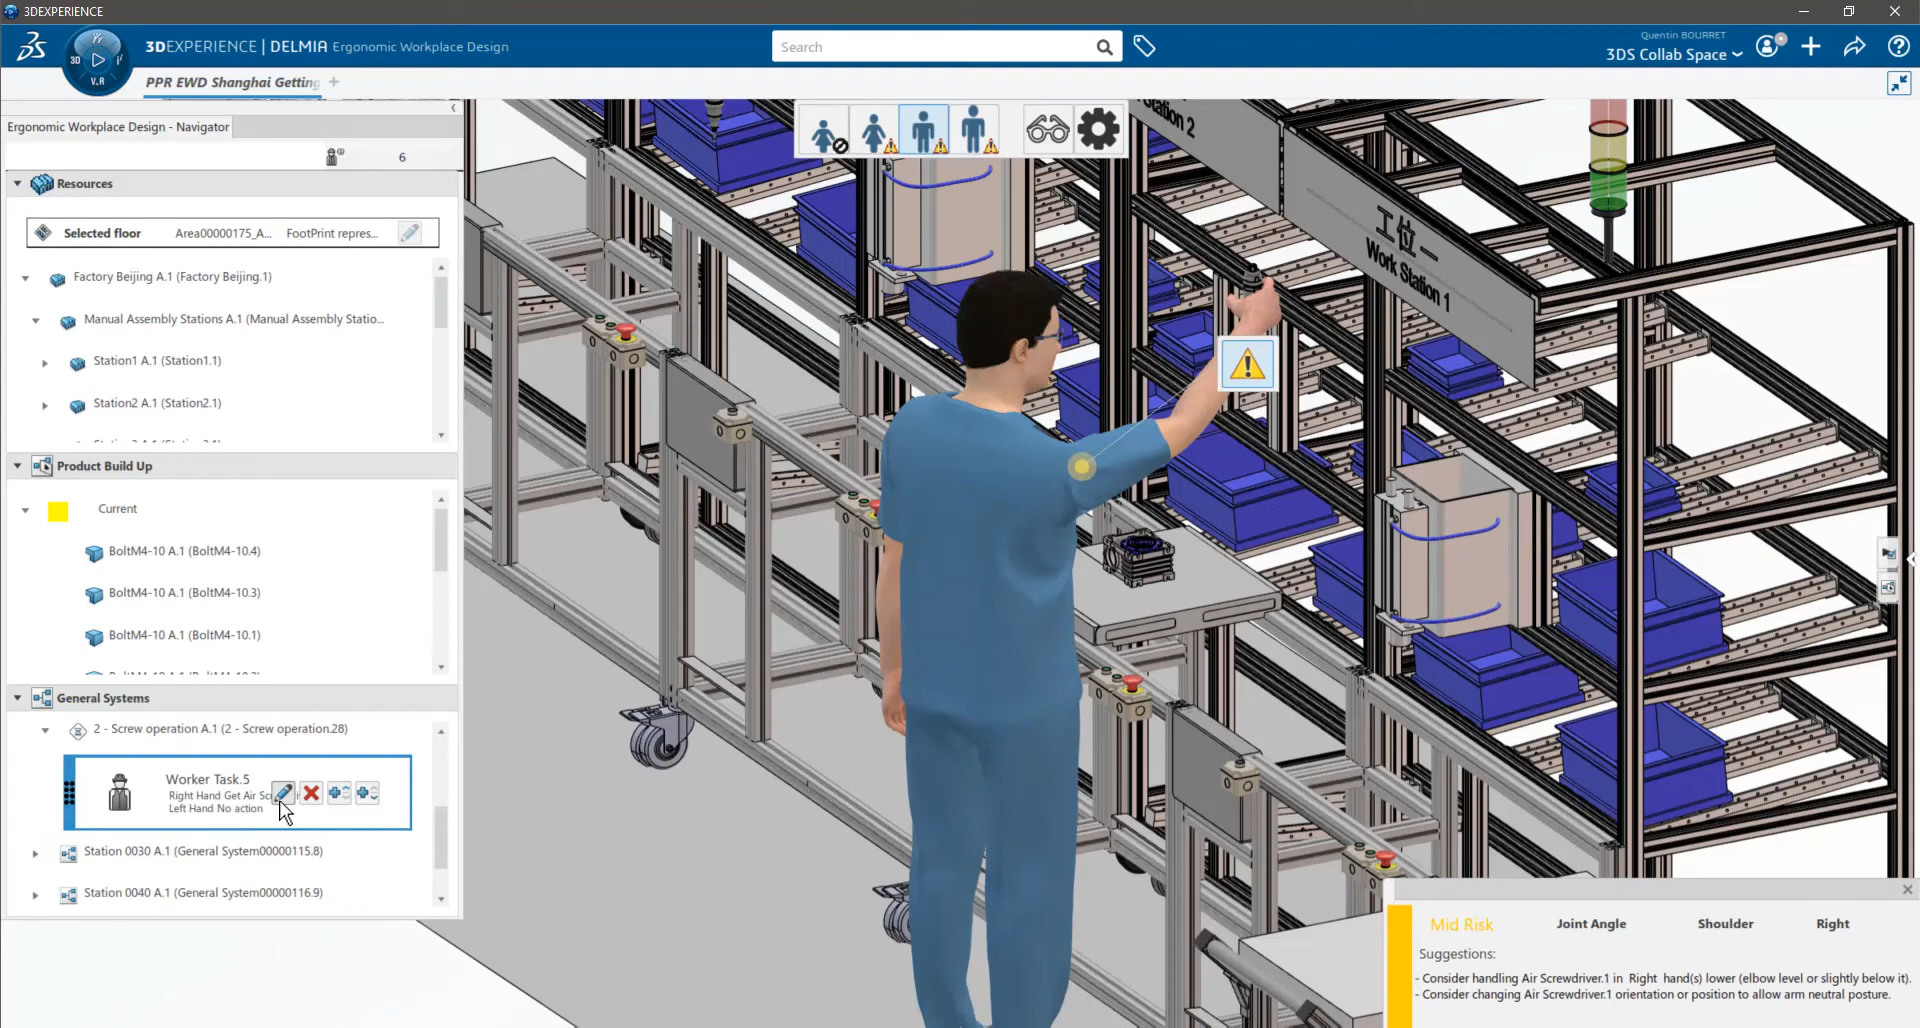 3DEXPERIENCE
3DEXPERIENCE | DELMIA Ergonomic Workplace Design
Search
Quentin BOURRET
3DS Collab Space
3D
V.R
PPR EWD Shanghai Getting
Ergonomic Workplace Design - Navigator
6
Resources
Selected floor Area00000175_A... FootPrint repres...
Factory Beijing A.1 (Factory Beijing.1)
Manual Assembly Stations A.1 (Manual Assembly Statio...
Station1 A.1 (Station1.1)
Station2 A.1 (Station2.1)
Product Build Up
Current
BoltM4-10 A.1 (BoltM4-10.4)
BoltM4-10 A.1 (BoltM4-10.3)
BoltM4-10 A.1 (BoltM4-10.1)
General Systems
2 - Screw operation A.1 (2 - Screw operation.28)
Worker Task.5
Right Hand Get Air Sc
Left Hand No action
Station 0030 A.1 (General System00000115.8)
Station 0040 A.1 (General System00000116.9)
Station 2
工位一
Work Station 1
Mid Risk Joint Angle Shoulder Right
Suggestions:
- Consider handling Air Screwdriver.1 in Right hand(s) lower (elbow level or slightly below it).
- Consider changing Air Screwdriver.1 orientation or position to allow arm neutral posture.